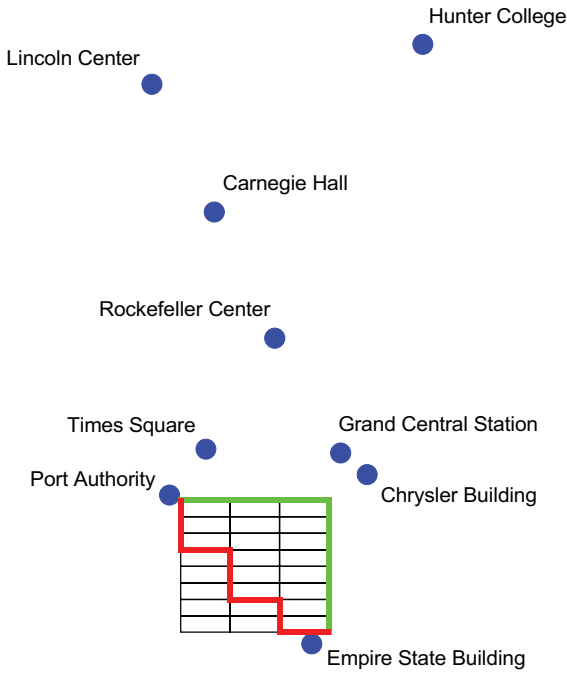 Hunter College
Lincoln Center
Carnegie Hall
Rockefeller Center
Times Square
Grand Central Station
Port Authority
Chrysler Building
Empire State Building